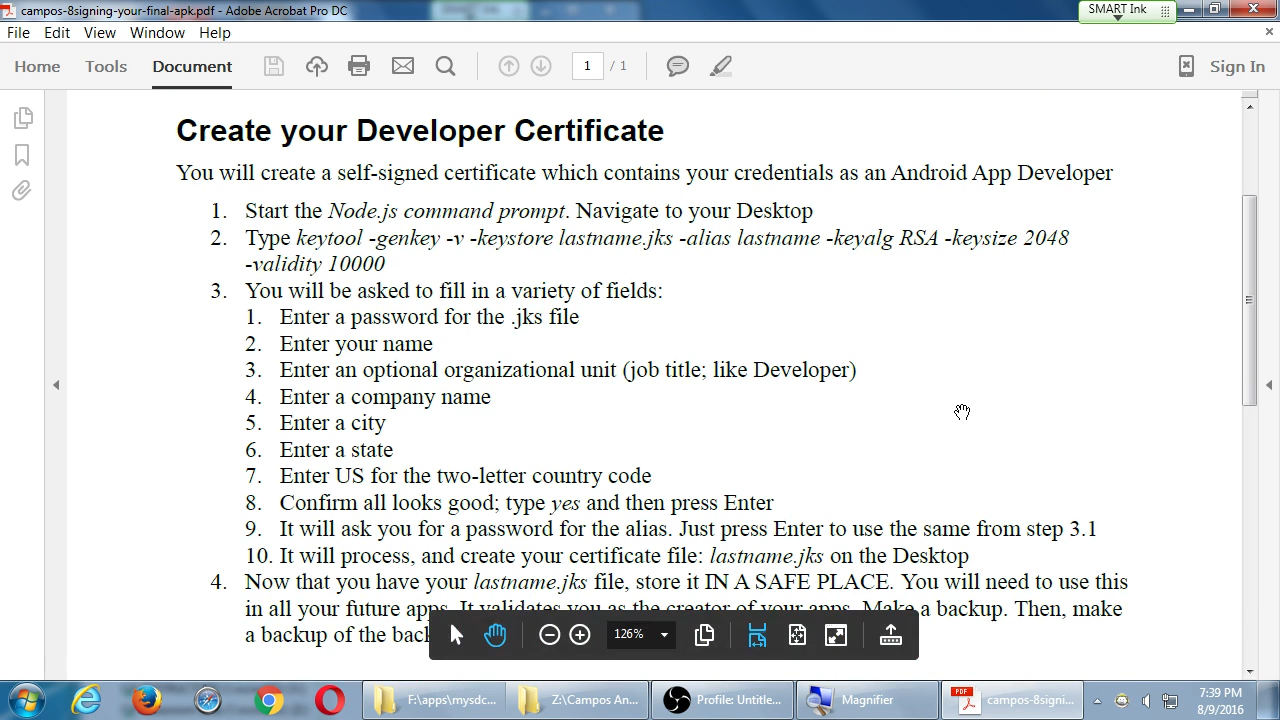 campos-8signing-your-final-apk.pdf - Adobe Acrobat Pro DC
SMART Ink
File Edit View Window Help
Home Tools Document 1 / 1 Sign In
Create your Developer Certificate
You will create a self-signed certificate which contains your credentials as an Android App Developer
1. Start the Node.js command prompt. Navigate to your Desktop
2. Type keytool -genkey -v -keystore lastname.jks -alias lastname -keyalg RSA -keysize 2048
-validity 10000
3. You will be asked to fill in a variety of fields:
1. Enter a password for the .jks file
2. Enter your name
3. Enter an optional organizational unit (job title; like Developer)
4. Enter a company name
5. Enter a city
6. Enter a state
7. Enter US for the two-letter country code
8. Confirm all looks good; type yes and then press Enter
9. It will ask you for a password for the alias. Just press Enter to use the same from step 3.1
10. It will process, and create your certificate file: lastname.jks on the Desktop
4. Now that you have your lastname.jks file, store it IN A SAFE PLACE. You will need to use this
in all your future apps. It validates you as the creator of your apps. Make a backup. Then, make
a backup of the back
126%
F:\apps\mysdc... Z:\Campos An... Profile: Untitle... Magnifier PDF campos-8signi...
7:39 PM
8/9/2016